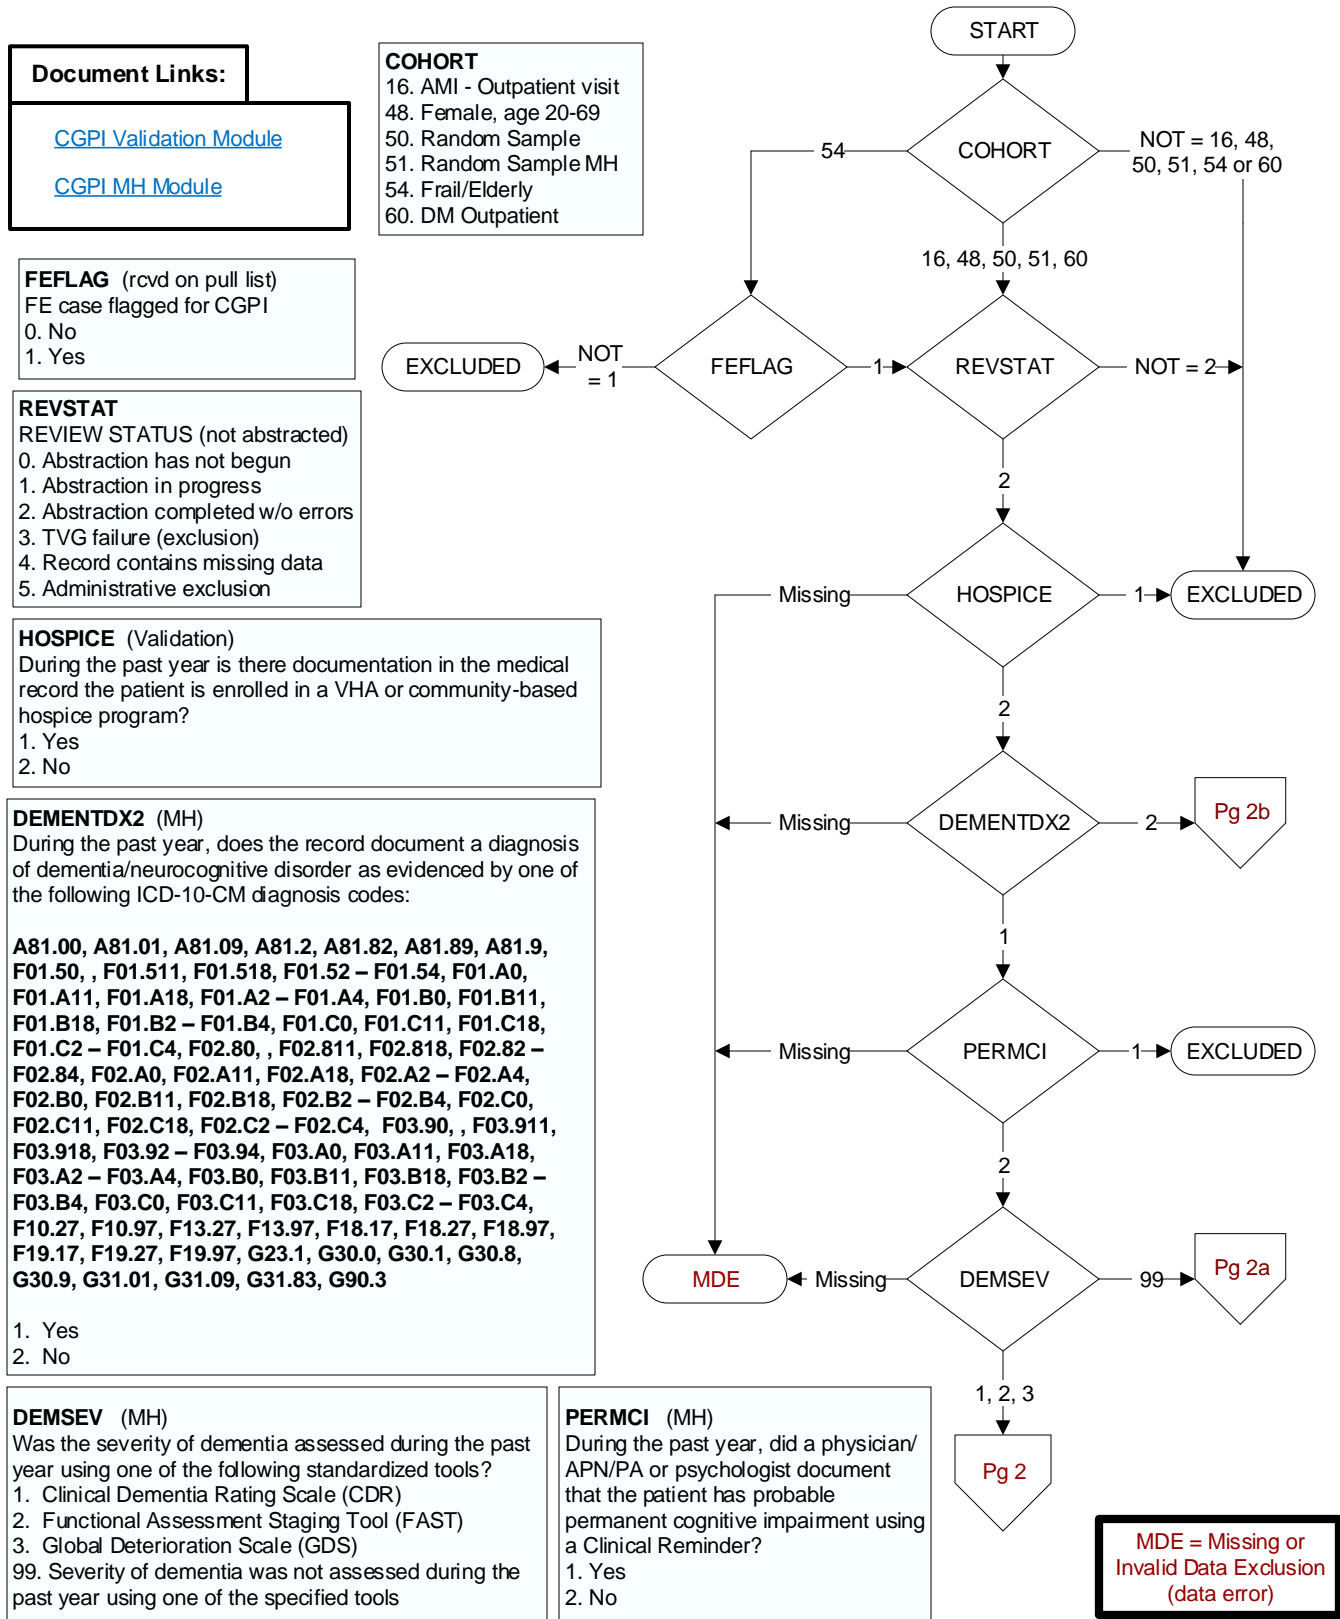 Document Links:
CGPI Validation Module
CGPI MH Module
COHORT
16. AMI - Outpatient visit
48. Female, age 20-69
50. Random Sample
51. Random Sample MH
54. Frail/Elderly
60. DM Outpatient
FEFLAG (rcvd on pull list)
FE case flagged for CGPI
0. No
1. Yes
REVSTAT
REVIEW STATUS (not abstracted)
0. Abstraction has not begun
1. Abstraction in progress
2. Abstraction completed w/o errors
3. TVG failure (exclusion)
4. Record contains missing data
5. Administrative exclusion
HOSPICE (Validation)
During the past year is there documentation in the medical
record the patient is enrolled in a VHA or community-based
hospice program?
1. Yes
2. No
DEMENTDX2 (MH)
During the past year, does the record document a diagnosis
of dementia/neurocognitive disorder as evidenced by one of
the following ICD-10-CM diagnosis codes:
A81.00, A81.01, A81.09, A81.2, A81.82, A81.89, A81.9,
F01.50, , F01.511, F01.518, F01.52 – F01.54, F01.A0,
F01.A11, F01.A18, F01.A2 – F01.A4, F01.B0, F01.B11,
F01.B18, F01.B2 – F01.B4, F01.C0, F01.C11, F01.C18,
F01.C2 – F01.C4, F02.80, , F02.811, F02.818, F02.82 –
F02.84, F02.A0, F02.A11, F02.A18, F02.A2 – F02.A4,
F02.B0, F02.B11, F02.B18, F02.B2 – F02.B4, F02.C0,
F02.C11, F02.C18, F02.C2 – F02.C4, F03.90, , F03.911,
F03.918, F03.92 – F03.94, F03.A0, F03.A11, F03.A18,
F03.A2 – F03.A4, F03.B0, F03.B11, F03.B18, F03.B2 –
F03.B4, F03.C0, F03.C11, F03.C18, F03.C2 – F03.C4,
F10.27, F10.97, F13.27, F13.97, F18.17, F18.27, F18.97,
F19.17, F19.27, F19.97, G23.1, G30.0, G30.1, G30.8,
G30.9, G31.01, G31.09, G31.83, G90.3
1. Yes
2. No
DEMSEV (MH)
Was the severity of dementia assessed during the past
year using one of the following standardized tools?
1. Clinical Dementia Rating Scale (CDR)
2. Functional Assessment Staging Tool (FAST)
3. Global Deterioration Scale (GDS)
99. Severity of dementia was not assessed during the
past year using one of the specified tools
PERMCI (MH)
During the past year, did a physician/
APN/PA or psychologist document
that the patient has probable
permanent cognitive impairment using
a Clinical Reminder?
1. Yes
2. No
START
COHORT
54
NOT = 16, 48,
50, 51, 54 or 60
16, 48, 50, 51, 60
EXCLUDED
NOT
= 1
FEFLAG
1
REVSTAT
NOT = 2
2
Missing
HOSPICE
1
EXCLUDED
2
Missing
DEMENTDX2
2
Pg 2b
1
Missing
PERMCI
1
EXCLUDED
2
MDE
Missing
DEMSEV
99
Pg 2a
1, 2, 3
Pg 2
MDE = Missing or
Invalid Data Exclusion
(data error)